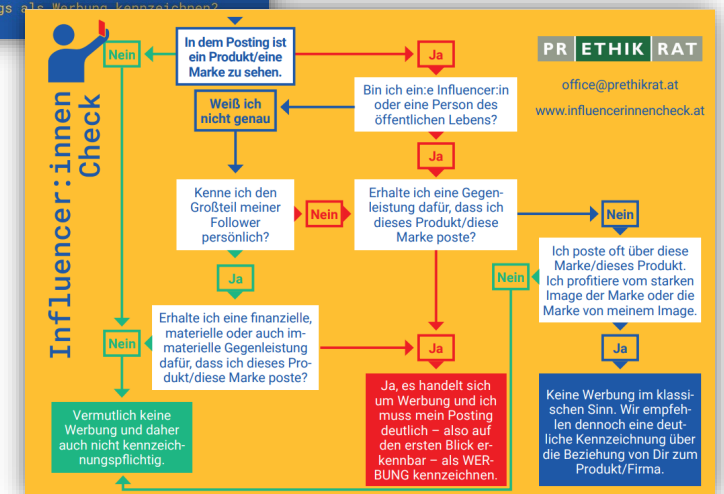 gs als Werbung kennzeichnen?
Influencer:innen
Check
Nein
In dem Posting ist
ein Produkt/eine
Marke zu sehen.
Ja
PR ETHIK RAT
office@prethikrat.at
www.influencerinnencheck.at
Weiß ich
nicht genau
Bin ich ein:e Influencer:in
oder eine Person des
öffentlichen Lebens?
Ja
Kenne ich den
Großteil meiner
Follower
persönlich?
Nein
Erhalte ich eine Gegen-
leistung dafür, dass ich
dieses Produkt/diese
Marke poste?
Nein
Ja
Nein
Ich poste oft über diese
Marke/dieses Produkt.
Ich profitiere vom starken
Image der Marke oder die
Marke von meinem Image.
Nein
Erhalte ich eine finanzielle,
materielle oder auch im-
materielle Gegenleistung
dafür, dass ich dieses Pro-
dukt/diese Marke poste?
Ja
Ja
Vermutlich keine
Werbung und daher
auch nicht kennzeich-
nungspflichtig.
Ja, es handelt sich
um Werbung und ich
muss mein Posting
deutlich – also auf
den ersten Blick er-
kennbar – als WER-
BUNG kennzeichnen.
Keine Werbung im klassi-
schen Sinn. Wir empfeh-
len dennoch eine deut-
liche Kennzeichnung über
die Beziehung von Dir zum
Produkt/Firma.